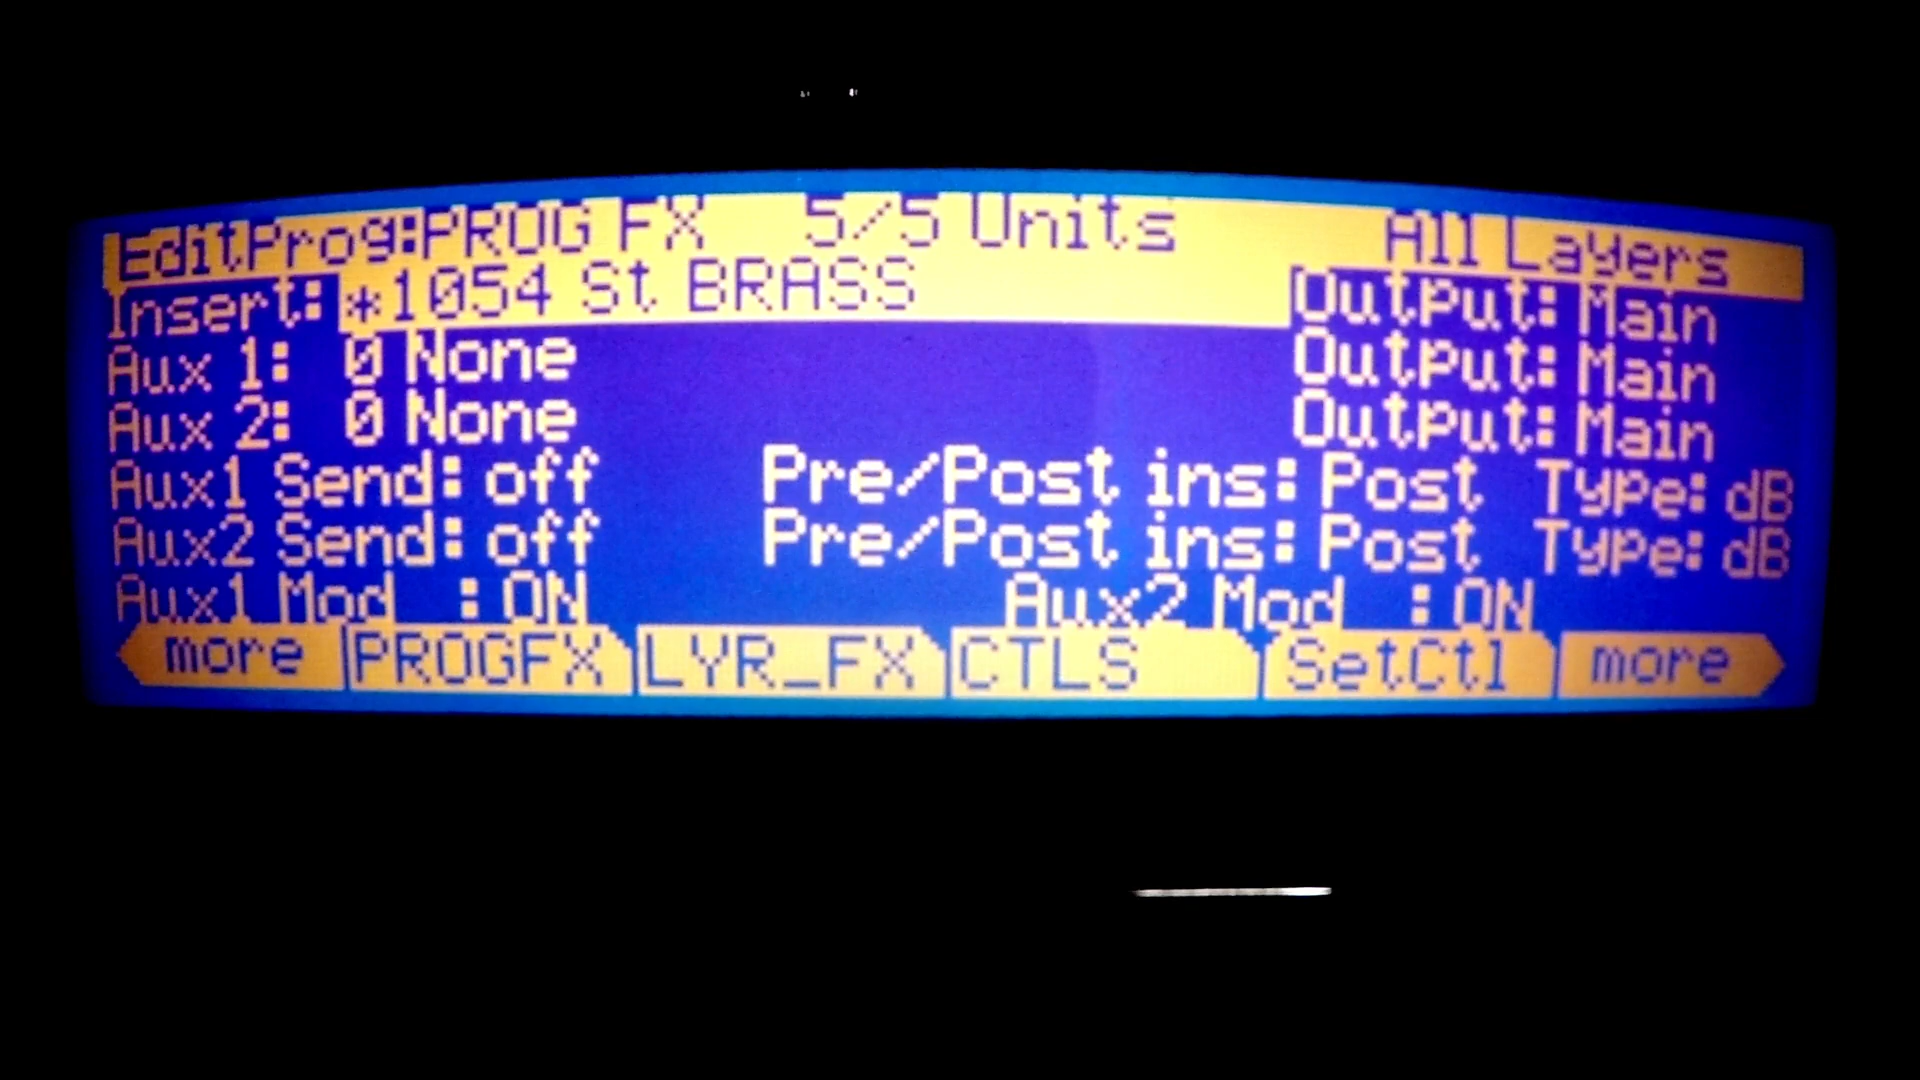 EditProg:PROG FX 5/5 Units All Layers
Insert: *1054 St BRASS Output: Main
Aux 1: 0 None Output: Main
Aux 2: 0 None Output: Main
Aux1 Send: off Pre/Post ins: Post Type: dB
Aux2 Send: off Pre/Post ins: Post Type: dB
Aux1 Mod : ON Aux2 Mod : ON
more PROGFX LYR_FX CTLS SetCtl more